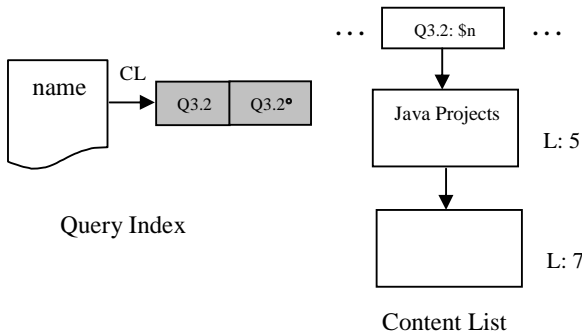 ... Q3.2: $n ...
name CL Q3.2 Q3.2°
Java Projects
L: 5
Query Index
L: 7
Content List